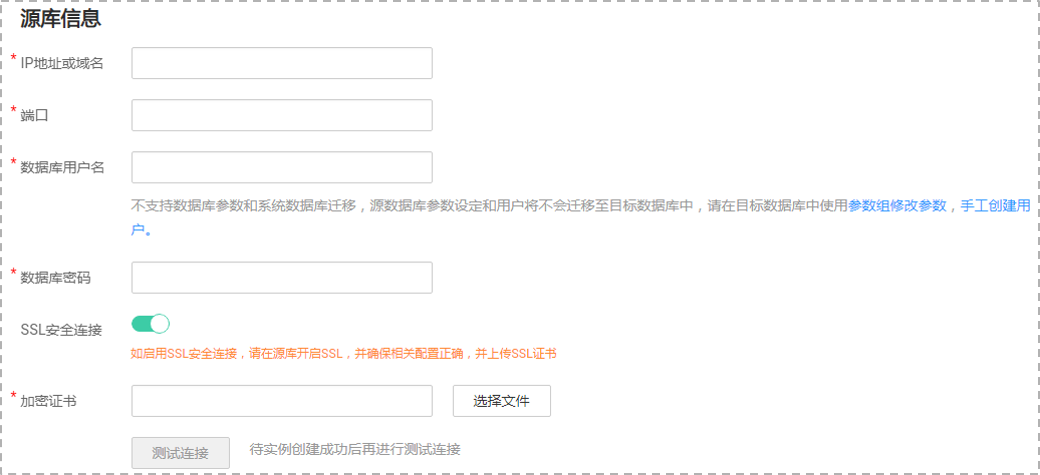 源库信息
* IP地址或域名
* 端口
* 数据库用户名
不支持数据库参数和系统数据库迁移，源数据库参数设定和用户将不会迁移至目标数据库中，请在目标数据库中使用参数组修改参数，手工创建用
户。
* 数据库密码
SSL安全连接
如启用SSL安全连接，请在源库开启SSL，并确保相关配置正确，并上传SSL证书
* 加密证书 选择文件
测试连接 待实例创建成功后再进行测试连接